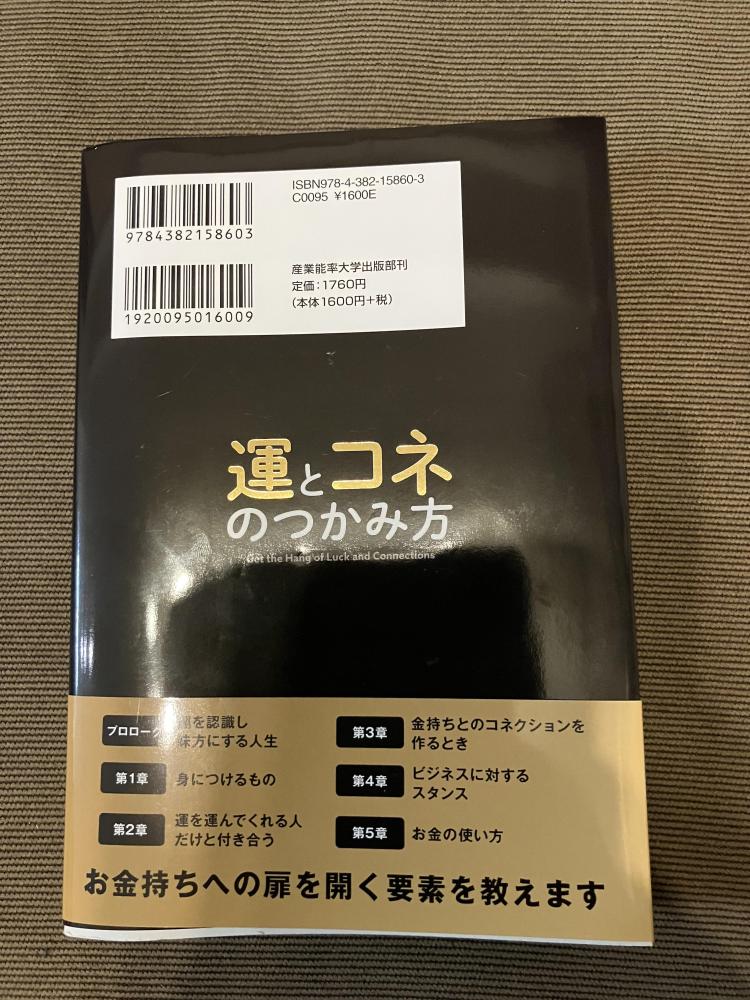 ISBN978-4-382-15860-3
C0095 ¥1600E
9784382158603
産業能率大学出版部刊
定価:1760円
(本体1600円+税)
1920095016009
運とコネ
のつかみ方
Get the Hang of Luck and Connections
プロローグ
を認識し
味方にする人生
第1章
身につけるもの
第2章
運を運んでくれる人
だけと付き合う
第3章
金持ちとのコネクションを
作るとき
第4章
ビジネスに対する
スタンス
第5章
お金の使い方
お金持ちへの扉を開く要素を教えます